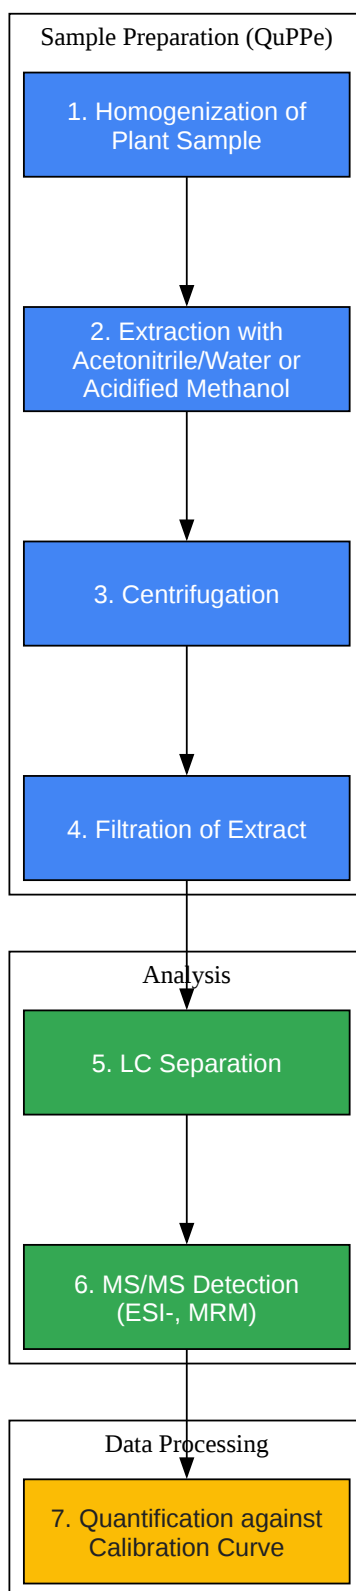 Sample Preparation (QuPPe)
1. Homogenization of
Plant Sample
2. Extraction with
Acetonitrile/Water or
Acidified Methanol
3. Centrifugation
4. Filtration of Extract
Analysis
5. LC Separation
6. MS/MS Detection
(ESI-, MRM)
Data Processing
7. Quantification against
Calibration Curve